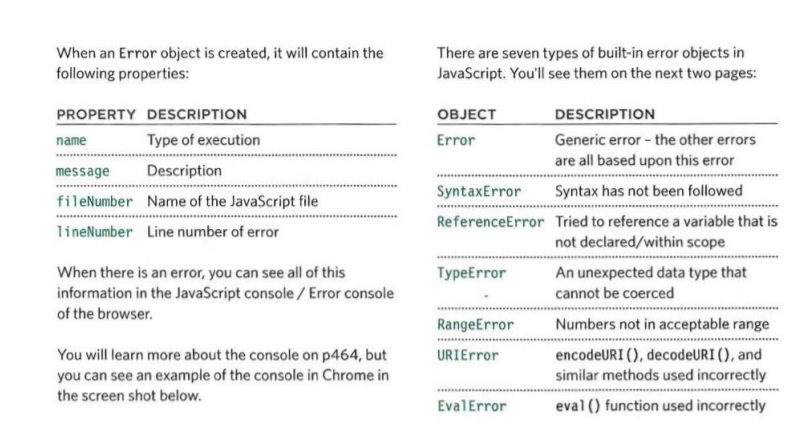 When an Error object is created, it will contain the
following properties:
PROPERTY DESCRIPTION
name Type of execution
message Description
fileNumber Name of the JavaScript file
lineNumber Line number of error
When there is an error, you can see all of this
information in the JavaScript console / Error console
of the browser.
You will learn more about the console on p464, but
you can see an example of the console in Chrome in
the screen shot below.
There are seven types of built-in error objects in
JavaScript. You'll see them on the next two pages:
OBJECT DESCRIPTION
Error Generic error – the other errors
are all based upon this error
SyntaxError Syntax has not been followed
ReferenceError Tried to reference a variable that is
not declared/within scope
TypeError An unexpected data type that
cannot be coerced
RangeError Numbers not in acceptable range
URIError encodeURI(), decodeURI(), and
similar methods used incorrectly
EvalError eval() function used incorrectly